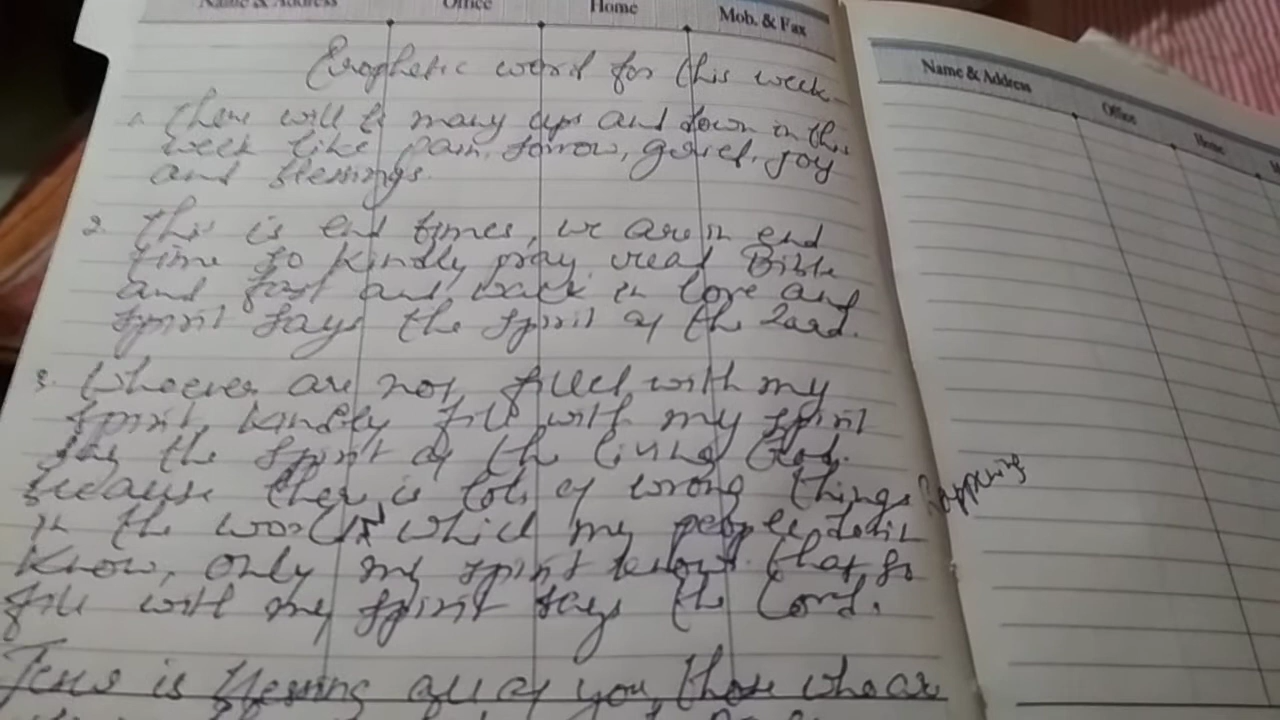 Name & Address Office Home Mob. & Fax
Prophetic word for this week
1. There will be many ups and down in this
week like pain, sorrow, grief, joy
and blessings.
2. This is end times, we are in end
time so kindly pray, read Bible
and fast and walk in love and
spirit says the spirit of the Lord.
3. Whoever are not filled with my
spirit, kindly fill with my spirit
says the spirit of the living God.
because there is lots of wrong things happening
in the world which my people
know, only my spirit knows that, so
fill with my spirit says the Lord.
Jesus is blessing all of you, those who are
Name & Address Office Home